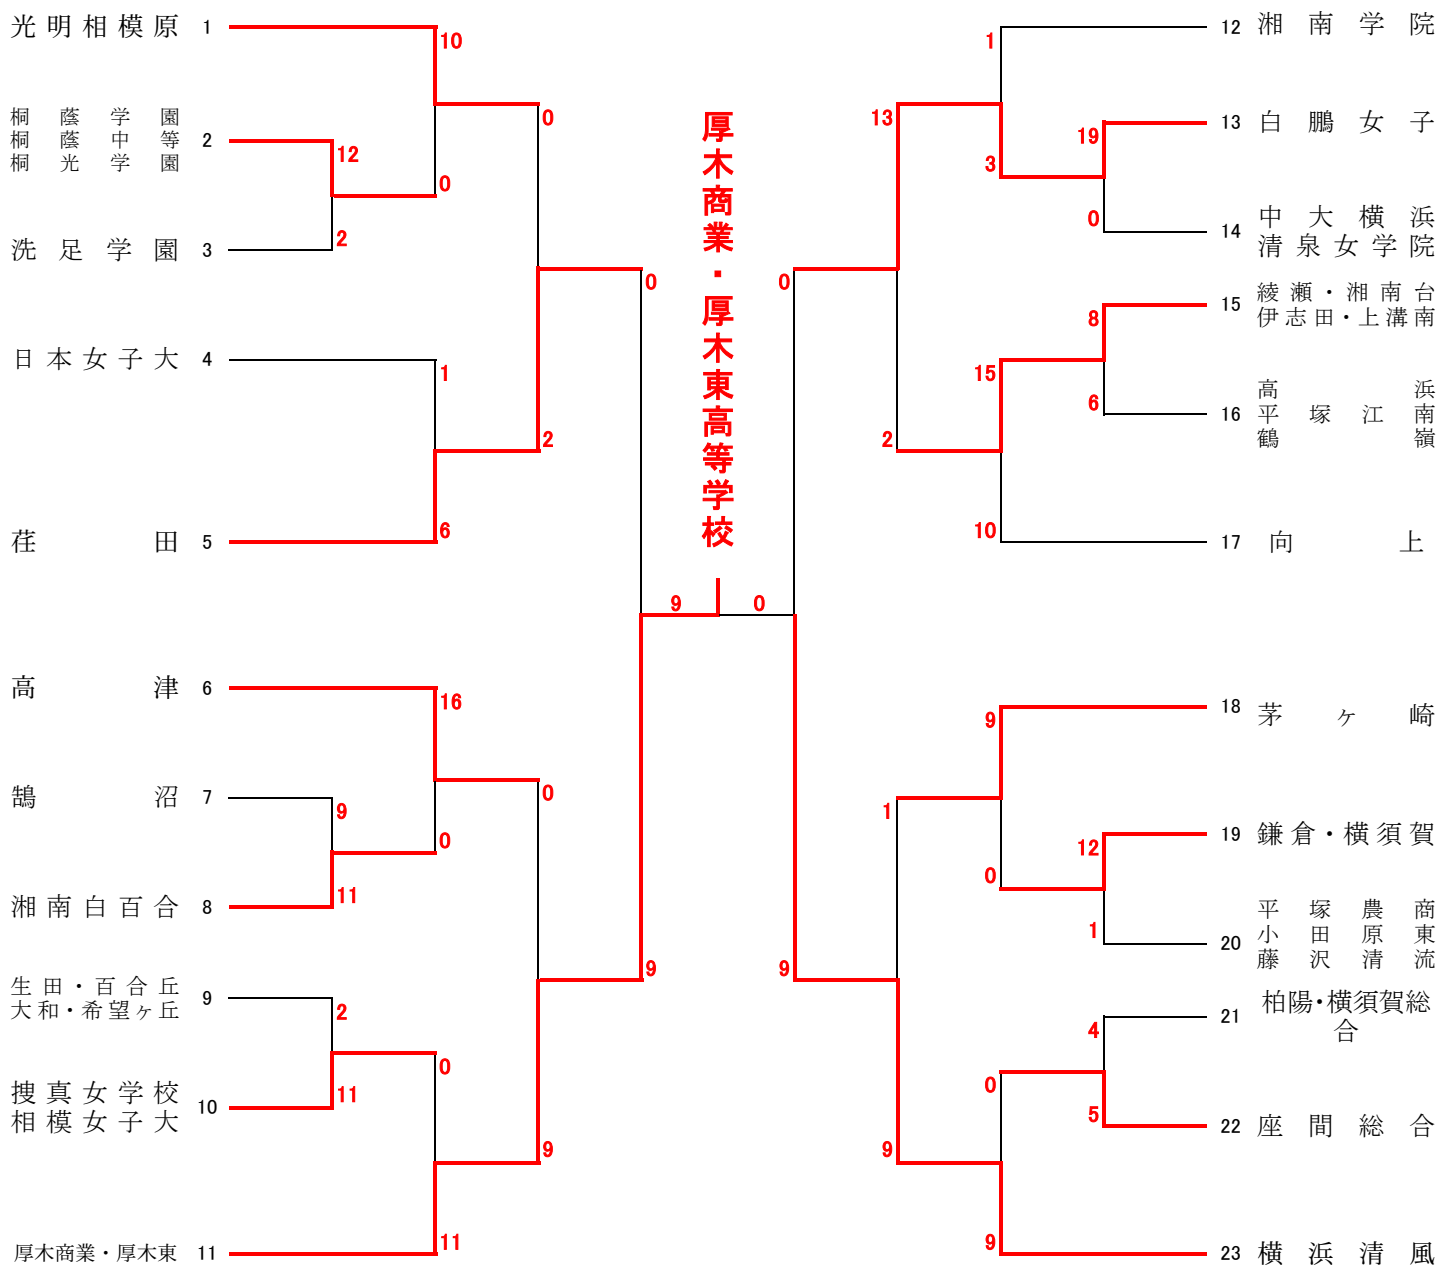 光明相模原 1
桐蔭学園
桐蔭中等 2
桐光学園
洗足学園 3
日本女子大 4
荏田 5
高津 6
鵠沼 7
湘南白百合 8
生田・百合丘 9
大和・希望ヶ丘
捜真女学校 10
相模女子大
厚木商業・厚木東 11
10
0
12
2
0
1
6
2
0
16
0
9
11
0
2
11
0
11
9
9
9
厚木商業・厚木東高等学校
0
0
13
1
3
19
0
2
15
8
6
10
9
1
9
0
12
1
9
0
4
5
9
12 湘南学院
13 白鵬女子
14 中大横浜
清泉女学院
15 綾瀬・湘南台
伊志田・上溝南
高浜
16 平塚江南
鶴嶺
17 向上
18 茅ヶ崎
19 鎌倉・横須賀
平塚農商
20 小田原東
藤沢清流
21 柏陽・横須賀総
合
22 座間総合
23 横浜清風